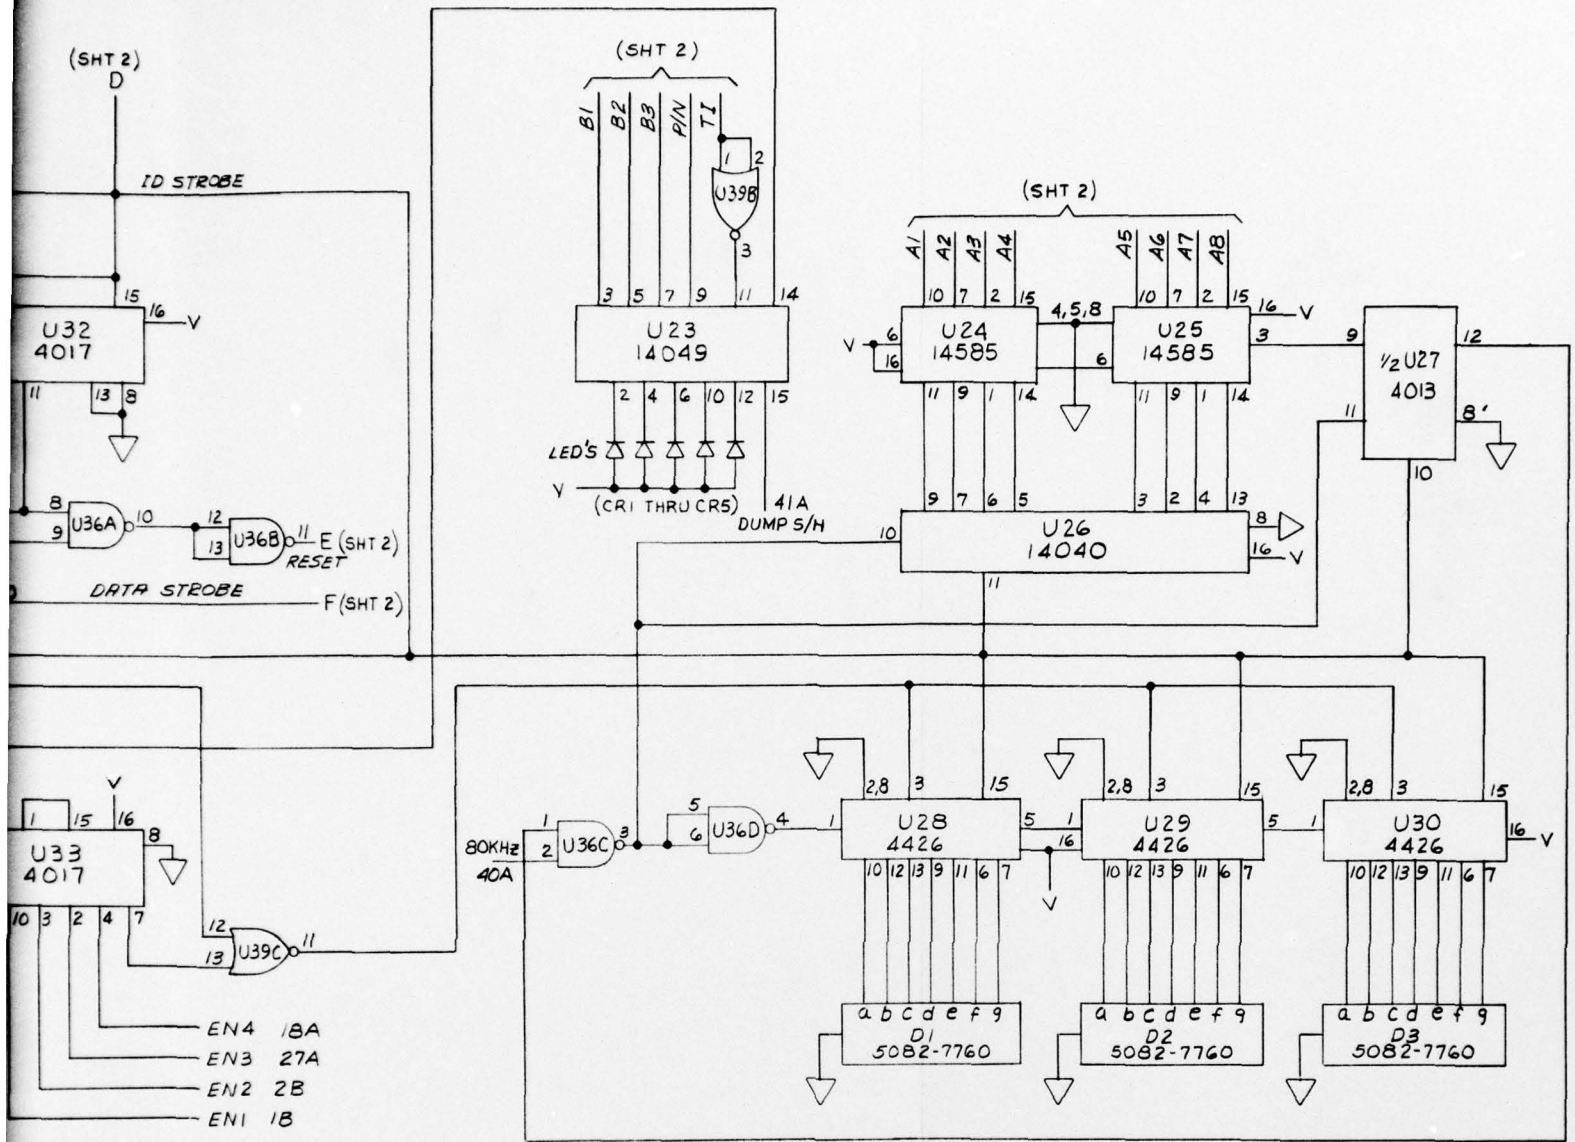 (SHT 2)
D
ID STROBE
15
16
V
U32
4017
11
13
8
8
9
U36A
10
12
13
U36B
11
E (SHT 2)
RESET
DATA STROBE
F (SHT 2)
(SHT 2)
B1
B2
B3
P/N
TI
1
2
U39B
3
3
5
7
9
11
14
U23
14049
2
4
6
10
12
15
LED'S
V
(CR1 THRU CR5)
41A
DUMP S/H
(SHT 2)
A1
A2
A3
A4
A5
A6
A7
A8
10
7
2
15
10
7
2
15
V
6
16
U24
14585
4,5,8
6
U25
14585
16
V
3
11
9
1
14
11
9
1
14
9
12
1/2 U27
4013
11
8'
10
9
7
6
5
3
2
4
13
10
U26
14040
8
16
V
11
V
1
15
16
8
U33
4017
10
3
2
4
7
12
13
U39C
11
EN4 18A
EN3 27A
EN2 2B
EN1 1B
80KHZ
40A
1
2
U36C
3
5
6
U36D
4
2,8
3
15
1
U28
4426
5
10
12
13
9
11
6
7
a b c d e f g
D1
5082-7760
2,8
3
15
1
16
V
U29
4426
5
10
12
13
9
11
6
7
a b c d e f g
D2
5082-7760
2,8
3
15
1
U30
4426
16
V
10
12
13
9
11
6
7
a b c d e f g
D3
5082-7760